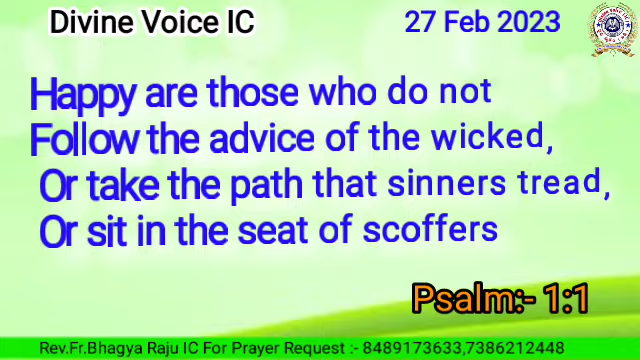 Divine Voice IC
27 Feb 2023
Happy are those who do not
Follow the advice of the wicked,
Or take the path that sinners tread,
Or sit in the seat of scoffers
Psalm:- 1:1
Rev.Fr.Bhagya Raju IC For Prayer Request :- 8489173633,7386212448